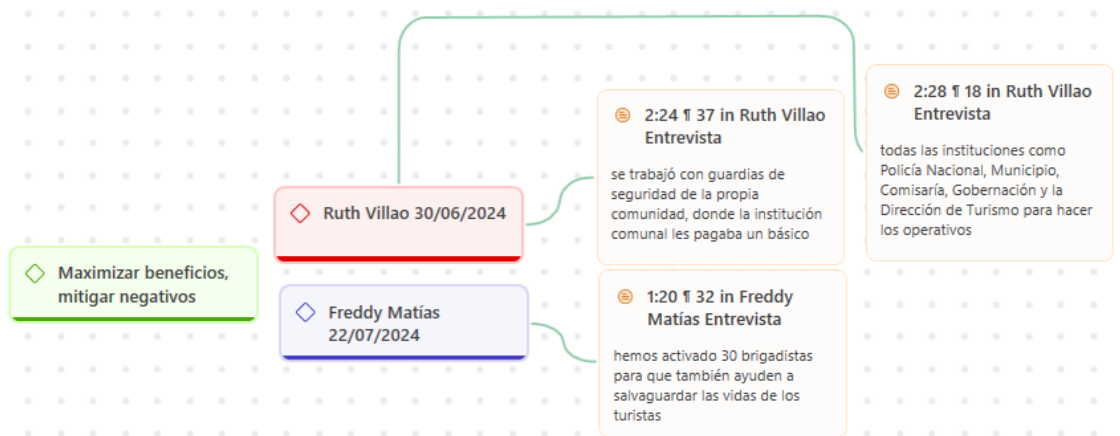 Maximizar beneficios,
mitigar negativos
Ruth Villao 30/06/2024
Freddy Matías
22/07/2024
2:24 ¶ 37 in Ruth Villao
Entrevista
se trabajó con guardias de
seguridad de la propia
comunidad, donde la institución
comunal les pagaba un básico
1:20 ¶ 32 in Freddy
Matías Entrevista
hemos activado 30 brigadistas
para que también ayuden a
salvaguardar las vidas de los
turistas
2:28 ¶ 18 in Ruth Villao
Entrevista
todas las instituciones como
Policía Nacional, Municipio,
Comisaría, Gobernación y la
Dirección de Turismo para hacer
los operativos